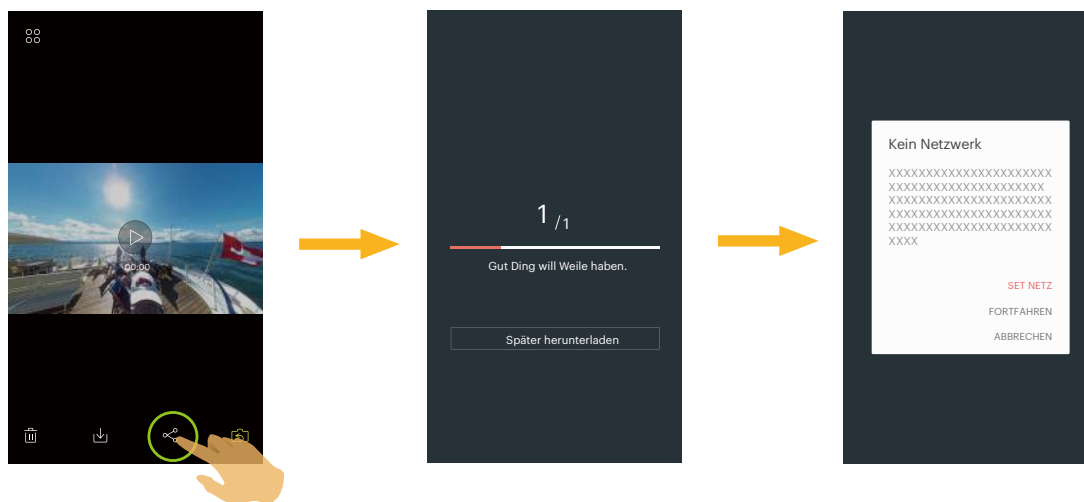 00:00
1 /1
Gut Ding will Weile haben.
Später herunterladen
Kein Netzwerk
XXXXXXXXXXXXXXXXXXXXXX
XXXXXXXXXXXXXXXXXXXXX
XXXXXXXXXXXXXXXXXXXXXX
XXXXXXXXXXXXXXXXXXXXXX
XXXXXXXXXXXXXXXXXXXXXX
XXXX
SET NETZ
FORTFAHREN
ABBRECHEN